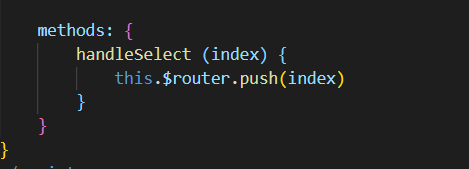 methods: {
handleSelect (index) {
this.$router.push(index)
}
}
}